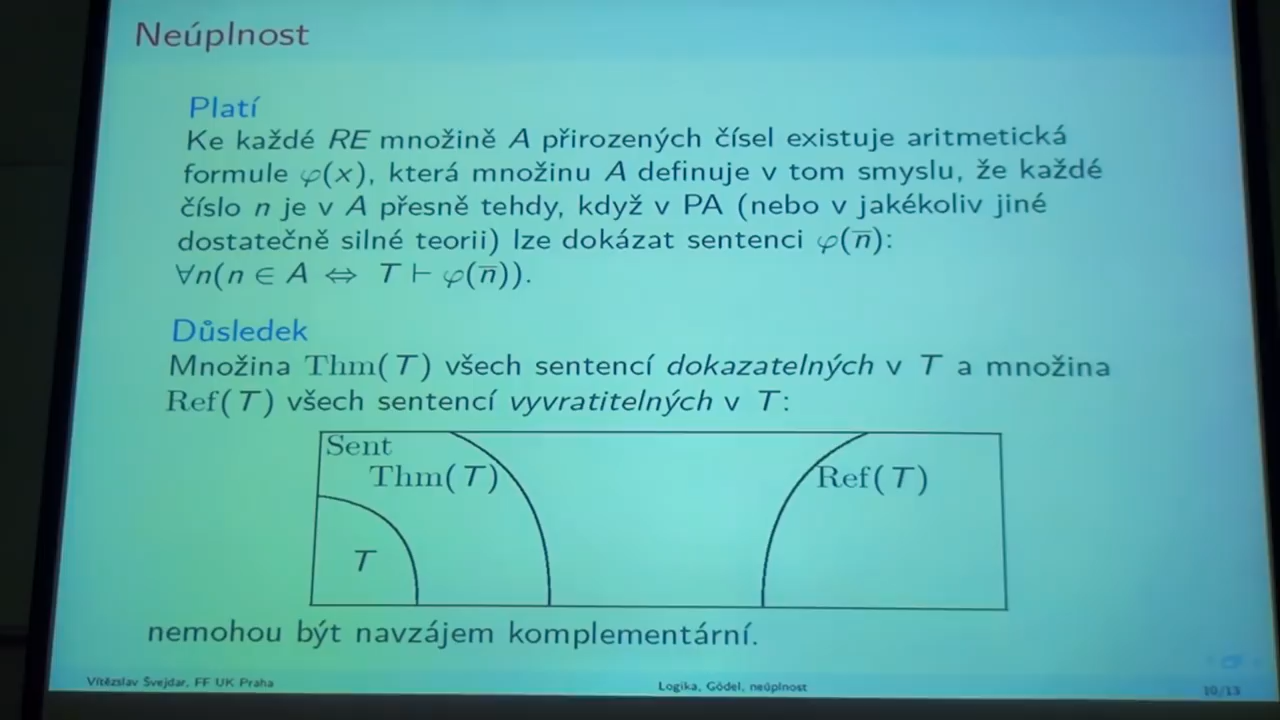 Neúplnost
Platí
Ke každé RE množině A přirozených čísel existuje aritmetická
formule φ(x), která množinu A definuje v tom smyslu, že každé
číslo n je v A přesně tehdy, když v PA (nebo v jakékoliv jiné
dostatečně silné teorii) lze dokázat sentenci φ(n̅):
∀n(n ∈ A ⇔ T ⊢ φ(n̅)).
Důsledek
Množina Thm(T) všech sentencí dokazatelných v T a množina
Ref(T) všech sentencí vyvratitelných v T:
Sent
Thm(T)
Ref(T)
T
nemohou být navzájem komplementární.
Vítězslav Švejdar, FF UK Praha
Logika, Gödel, neúplnost
10/13